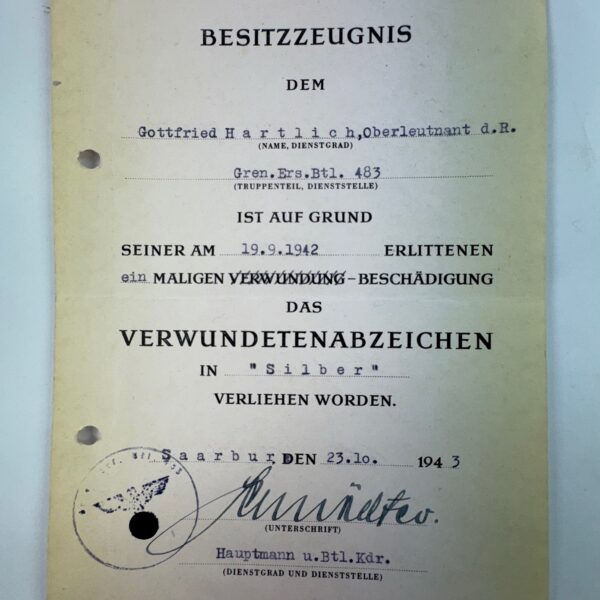 BESITZZEUGNIS
DEM
Gottfried Hartlich, Oberleutnant d.R.
(NAME, DIENSTGRAD)
Gren.Ers.Btl. 483
(TRUPPENTEIL, DIENSTSTELLE)
IST AUF GRUND
SEINER AM 19.9.1942 ERLITTENEN
ein MALIGEN VERWUNDUNG - BESCHÄDIGUNG
DAS
VERWUNDETENABZEICHEN
IN "Silber"
VERLIEHEN WORDEN.
Saarburg, DEN 23.10. 1943
(UNTERSCHRIFT)
Hauptmann u.Btl.Kdr.
(DIENSTGRAD UND DIENSTSTELLE)